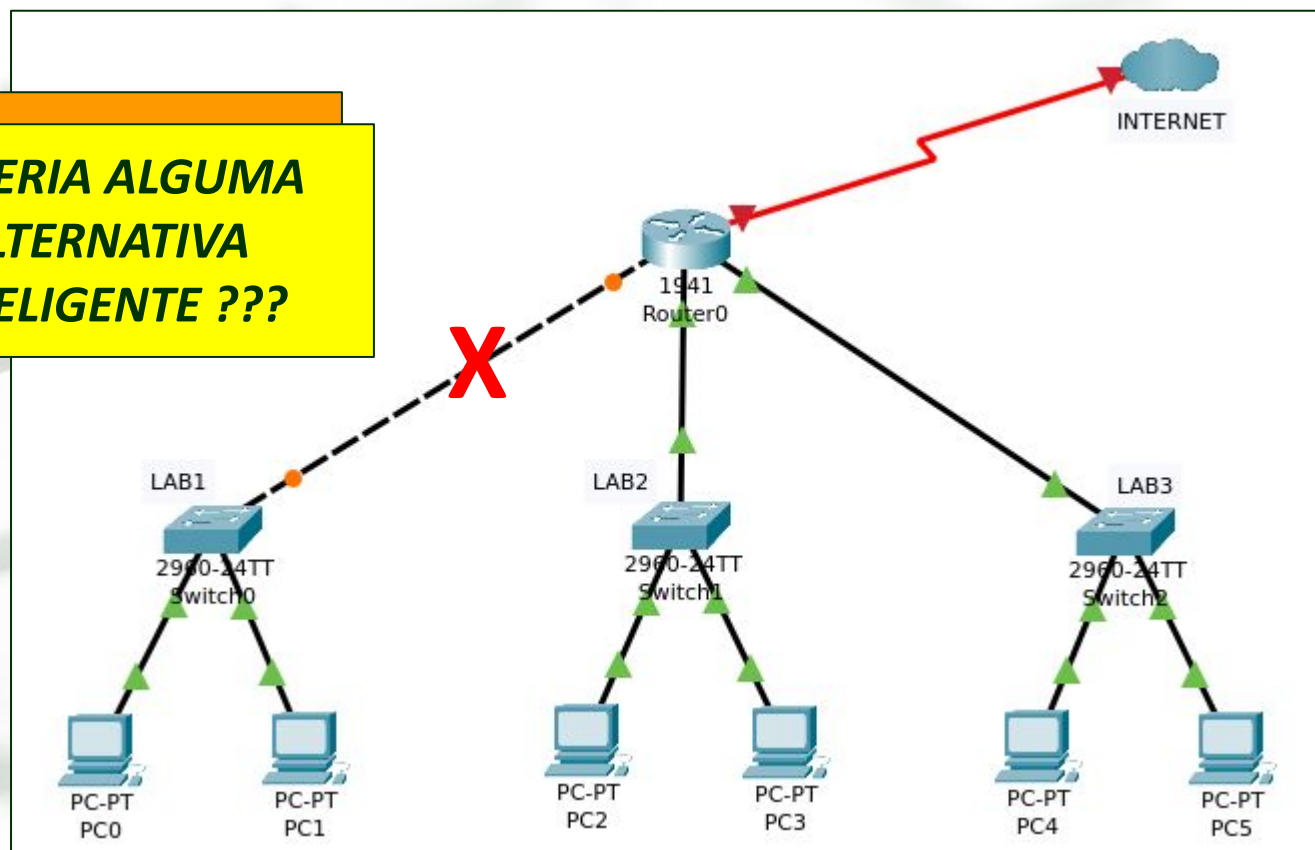 ERIA ALGUMA
LTERNATIVA
ELIGENTE ???
INTERNET
1941
Router0
X
LAB1
LAB2
LAB3
2960-24TT
Switch0
2960-24TT
Switch1
2960-24TT
Switch2
PC-PT
PC0
PC-PT
PC1
PC-PT
PC2
PC-PT
PC3
PC-PT
PC4
PC-PT
PC5